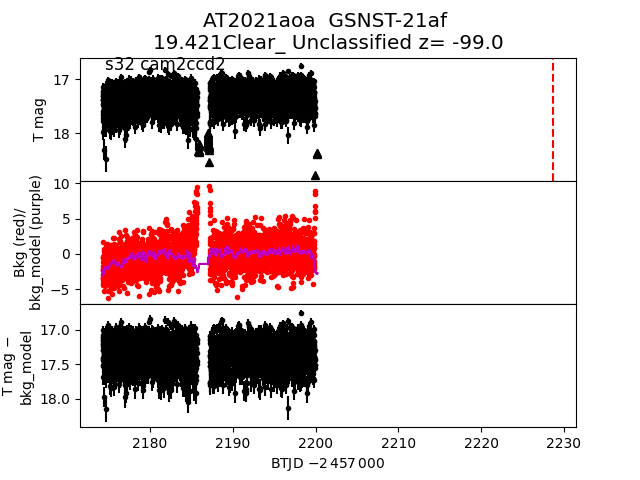 AT2021aoa  GSNST-21af
19.421Clear_ Unclassified z= -99.0
s32 cam2ccd2
17
18
T mag
10
5
0
−5
Bkg (red)/
bkg_model (purple)
17.0
17.5
18.0
T mag −
bkg_model
2180 2190 2200 2210 2220 2230
BTJD −2 457 000